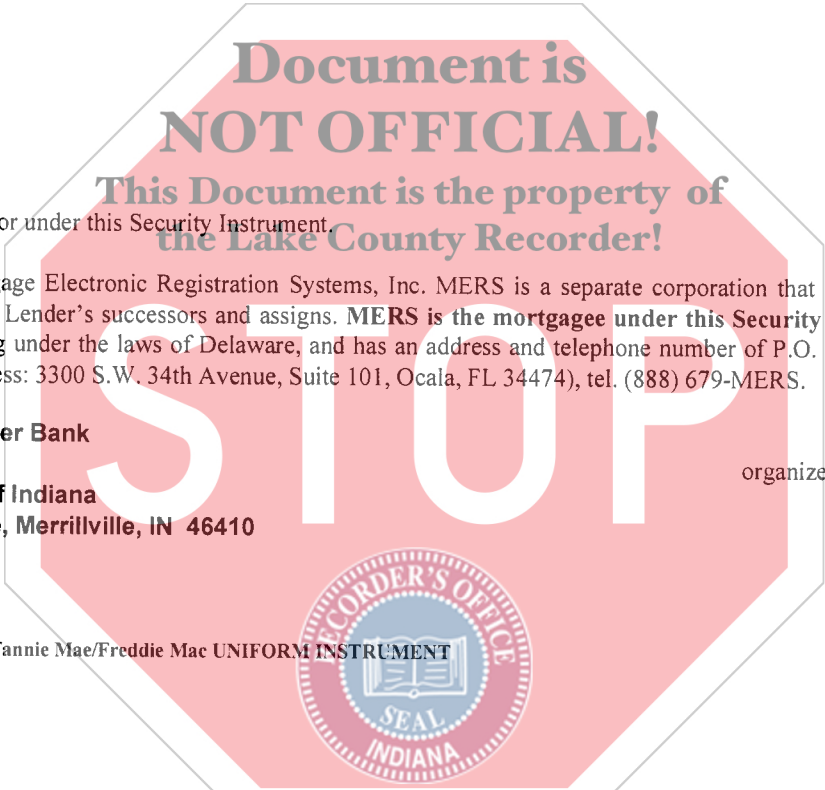 Document is
NOT OFFICIAL!
This Document is the property of
the Lake County Recorder!
or under this Security Instrument.
age Electronic Registration Systems, Inc. MERS is a separate corporation that
Lender's successors and assigns. MERS is the mortgagee under this Security
g under the laws of Delaware, and has an address and telephone number of P.O.
ess: 3300 S.W. 34th Avenue, Suite 101, Ocala, FL 34474), tel. (888) 679-MERS.
er Bank
organize
f Indiana
, Merrillville, IN 46410
STOP
annie Mae/Freddie Mac UNIFORM INSTRUMENT
RECORDER'S OFFICE
SEAL
INDIANA